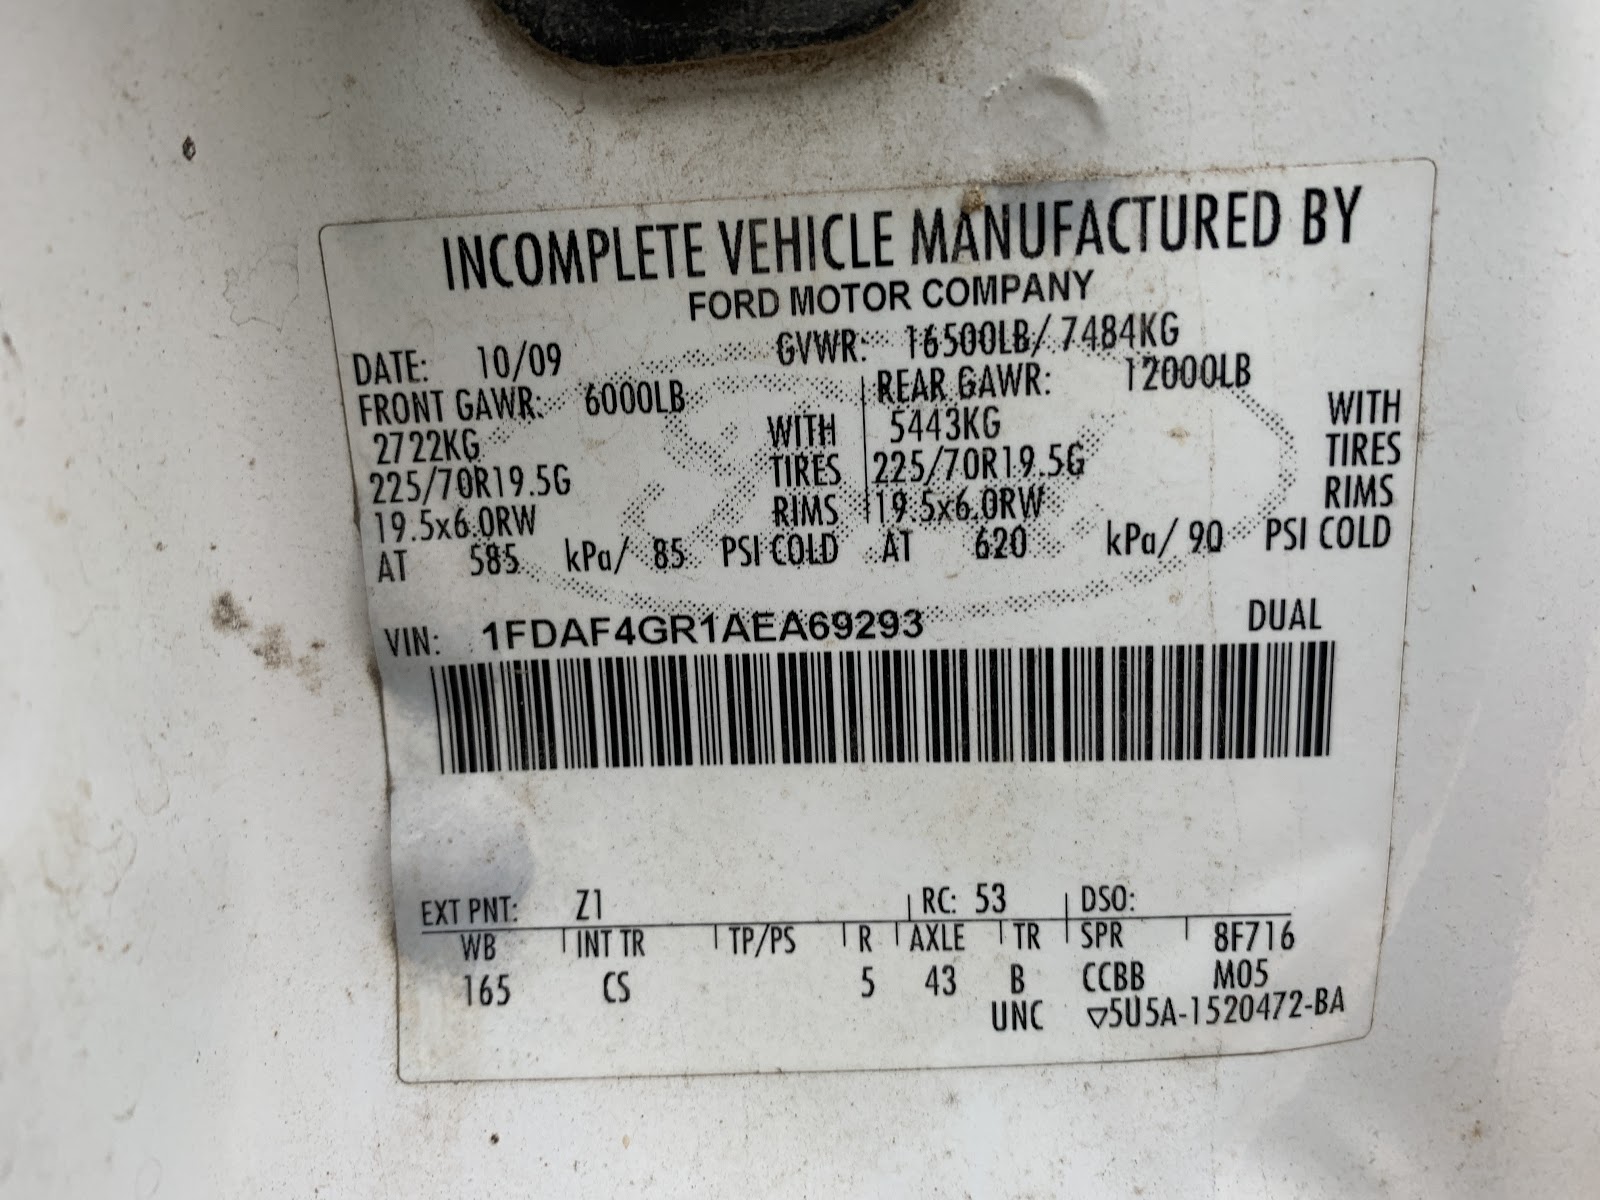 INCOMPLETE VEHICLE MANUFACTURED BY
FORD MOTOR COMPANY
DATE: 10/09 GVWR: 16500LB/ 7484KG
FRONT GAWR: 6000LB REAR GAWR: 12000LB
2722KG WITH 5443KG WITH
225/70R19.5G TIRES 225/70R19.5G TIRES
19.5x6.0RW RIMS 19.5x6.0RW RIMS
AT 585 kPa/ 85 PSI COLD AT 620 kPa/ 90 PSI COLD
VIN: 1FDAF4GR1AEA69293 DUAL
EXT PNT: Z1 RC: 53 DSO:
WB INT TR TP/PS R AXLE TR SPR 8F716
165 CS 5 43 B CCBB M05
UNC ▽5U5A-1520472-BA